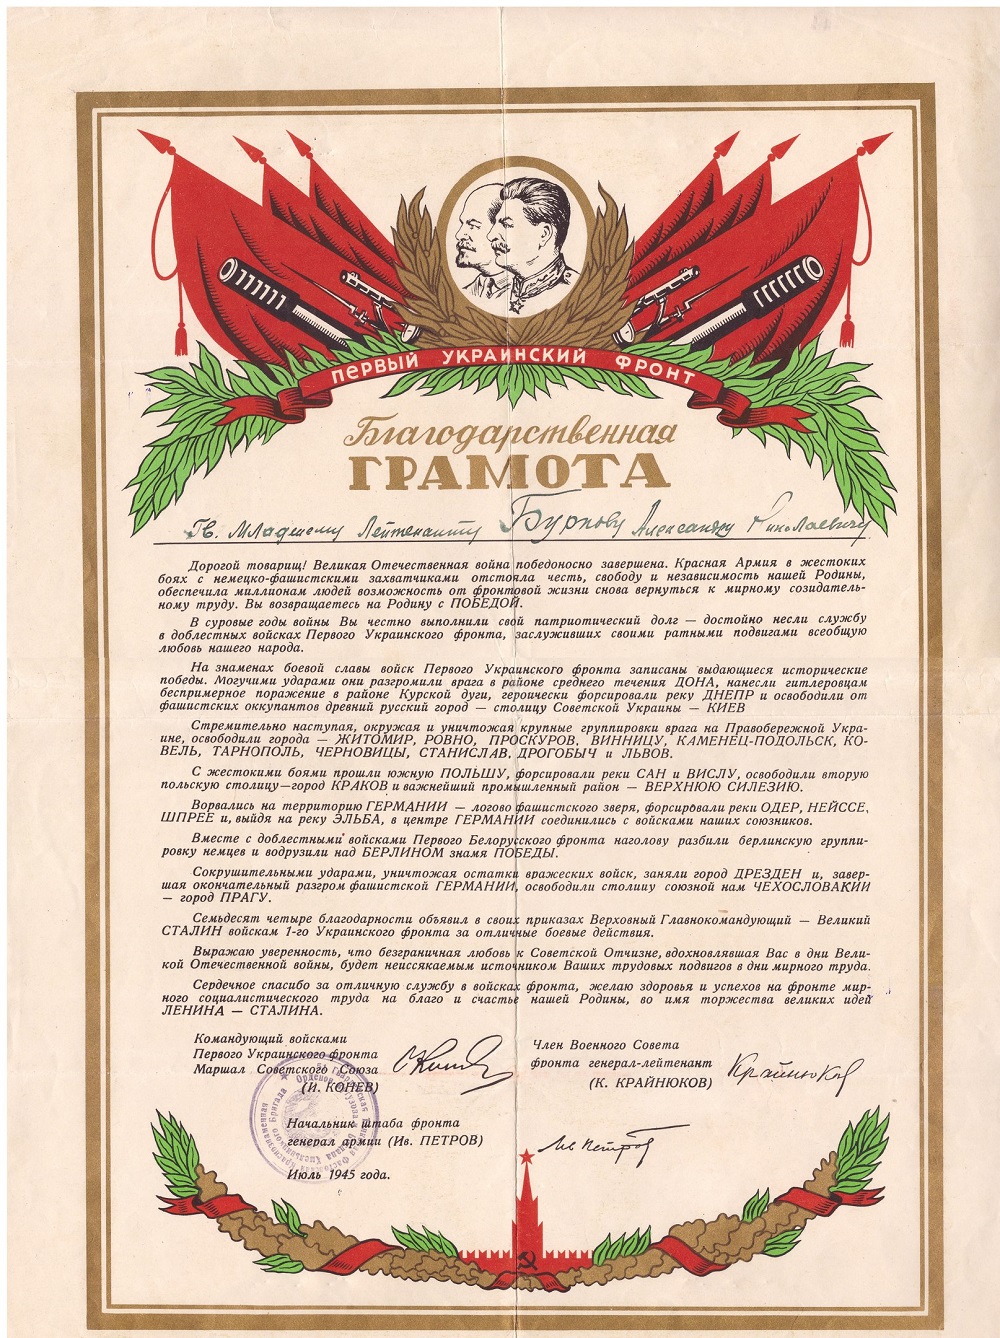 ПЕРВЫЙ УКРАИНСКИЙ ФРОНТ
Благодарственная
ГРАМОТА
Гв. Младшему Лейтенанту Буркову Александру Николаевичу
Дорогой товарищ! Великая Отечественная война победоносно завершена. Красная Армия в жестоких
боях с немецко-фашистскими захватчиками отстояла честь, свободу и независимость нашей Родины,
обеспечила миллионам людей возможность от фронтовой жизни снова вернуться к мирному созидатель-
ному труду. Вы возвращаетесь на Родину с ПОБЕДОЙ.
В суровые годы войны Вы честно выполнили свой патриотический долг — достойно несли службу
в доблестных войсках Первого Украинского фронта, заслуживших своими ратными подвигами всеобщую
любовь нашего народа.
На знаменах боевой славы войск Первого Украинского фронта записаны выдающиеся исторические
победы. Могучими ударами они разгромили врага в районе среднего течения ДОНА, нанесли гитлеровцам
беспримерное поражение в районе Курской дуги, героически форсировали реку ДНЕПР и освободили от
фашистских оккупантов древний русский город — столицу Советской Украины — КИЕВ
Стремительно наступая, окружая и уничтожая крупные группировки врага на Правобережной Укра-
ине, освободили города — ЖИТОМИР, РОВНО, ПРОСКУРОВ, ВИННИЦУ, КАМЕНЕЦ-ПОДОЛЬСК, КО-
ВЕЛЬ, ТАРНОПОЛЬ, ЧЕРНОВИЦЫ, СТАНИСЛАВ, ДРОГОБЫЧ и ЛЬВОВ.
С жестокими боями прошли южную ПОЛЬШУ, форсировали реки САН и ВИСЛУ, освободили вторую
польскую столицу—город КРАКОВ и важнейший промышленный район — ВЕРХНЮЮ СИЛЕЗИЮ.
Ворвались на территорию ГЕРМАНИИ — логово фашистского зверя, форсировали реки ОДЕР, НЕЙССЕ,
ШПРЕЕ и, выйдя на реку ЭЛЬБА, в центре ГЕРМАНИИ соединились с войсками наших союзников.
Вместе с доблестными войсками Первого Белорусского фронта наголову разбили берлинскую группи-
ровку немцев и водрузили над БЕРЛИНОМ знамя ПОБЕДЫ.
Сокрушительными ударами, уничтожая остатки вражеских войск, заняли город ДРЕЗДЕН и, завер-
шая окончательный разгром фашистской ГЕРМАНИИ, освободили столицу союзной нам ЧЕХОСЛОВАКИИ
— город ПРАГУ.
Семьдесят четыре благодарности объявил в своих приказах Верховный Главнокомандующий — Великий
СТАЛИН войскам 1-го Украинского фронта за отличные боевые действия.
Выражаю уверенность, что безграничная любовь к Советской Отчизне, вдохновлявшая Вас в дни Вели-
кой Отечественной войны, будет неиссякаемым источником Ваших трудовых подвигов в дни мирного труда.
Сердечное спасибо за отличную службу в войсках фронта, желаю здоровья и успехов на фронте мир-
ного социалистического труда на благо и счастье нашей Родины, во имя торжества великих идей
ЛЕНИНА — СТАЛИНА.
Командующий войсками
Первого Украинского фронта
Маршал Советского Союза
(И. КОНЕВ)
Член Военного Совета
фронта генерал-лейтенант
(К. КРАЙНЮКОВ)
Крайнюков
Начальник штаба фронта
генерал армии (Ив. ПЕТРОВ)
Ив Петров
Июль 1945 года.